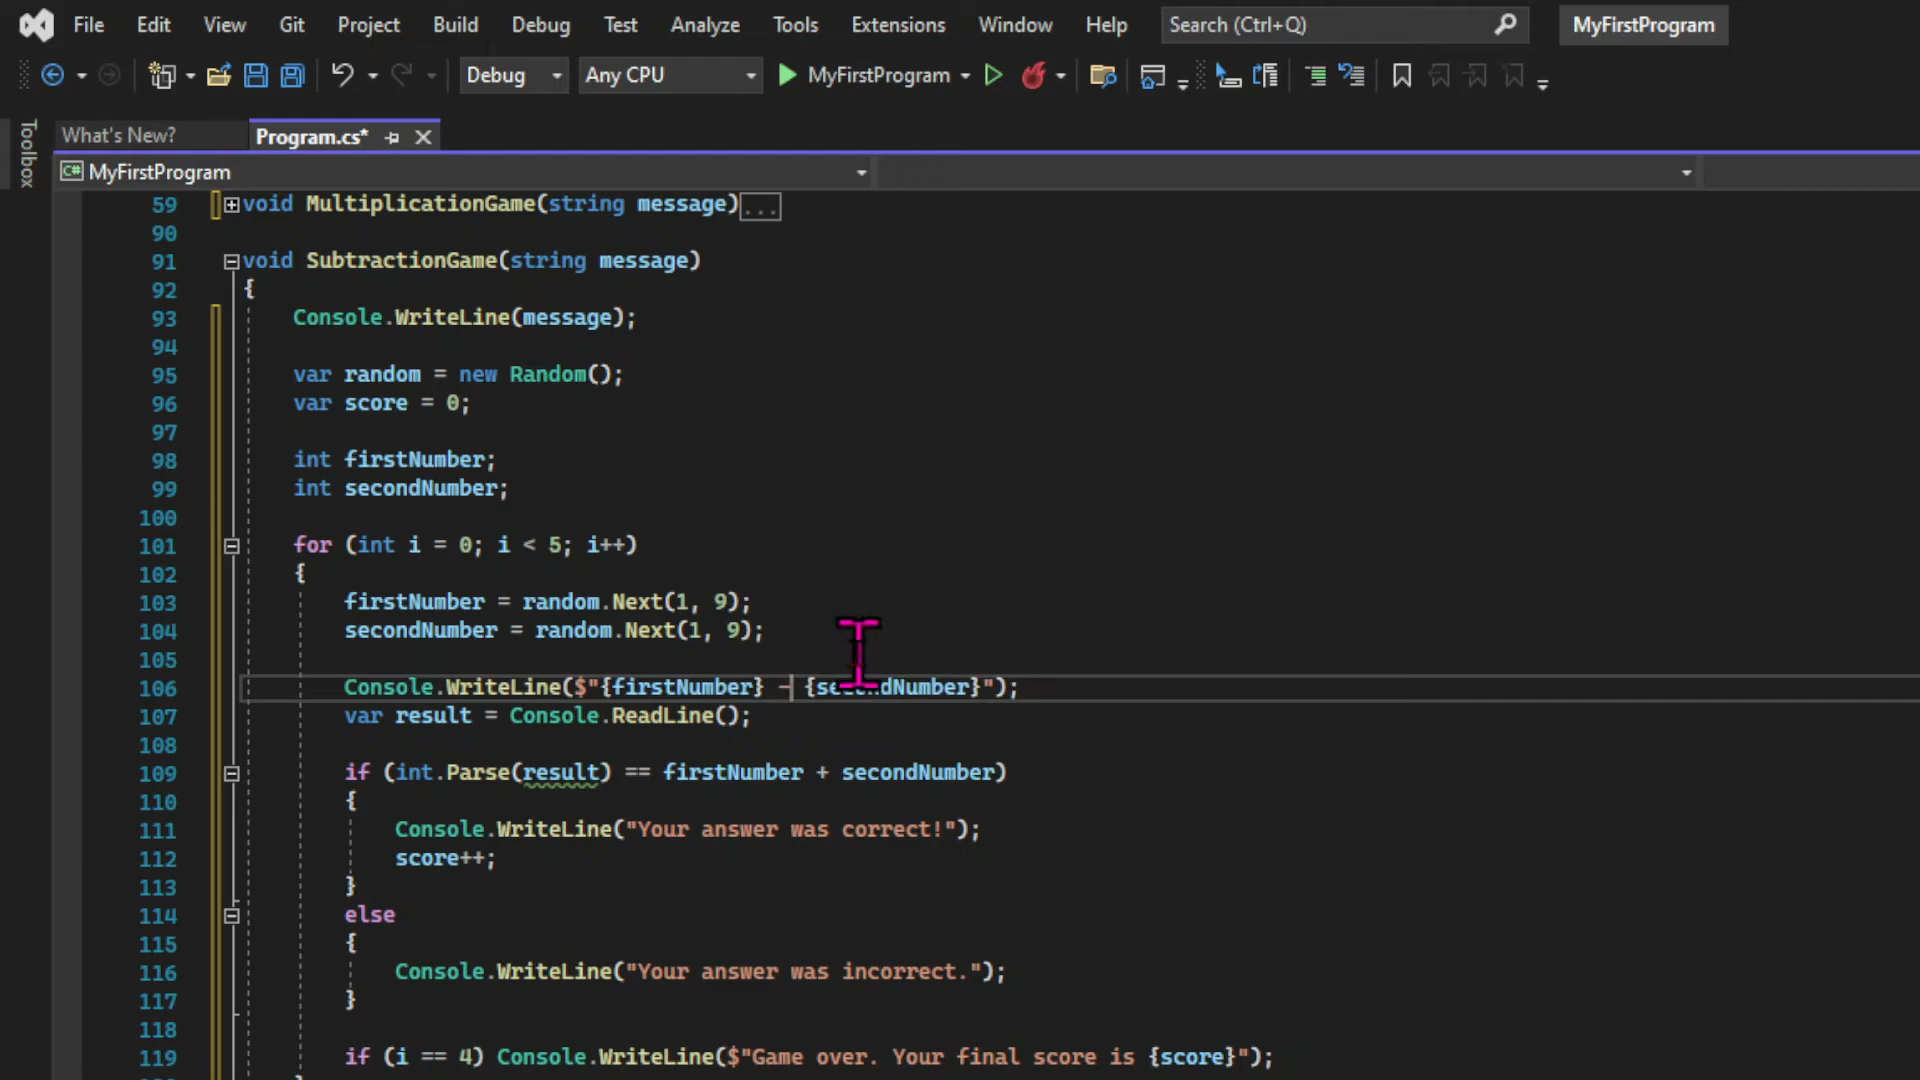 File Edit View Git Project Build Debug Test Analyze Tools Extensions Window Help Search (Ctrl+Q) MyFirstProgram
Debug Any CPU MyFirstProgram
Toolbox
What's New? Program.cs*
C# MyFirstProgram
59 void MultiplicationGame(string message)...
90
91 void SubtractionGame(string message)
92 {
93 Console.WriteLine(message);
94
95 var random = new Random();
96 var score = 0;
97
98 int firstNumber;
99 int secondNumber;
100
101 for (int i = 0; i < 5; i++)
102 {
103 firstNumber = random.Next(1, 9);
104 secondNumber = random.Next(1, 9);
105
106 Console.WriteLine($"{firstNumber} - {secondNumber}");
107 var result = Console.ReadLine();
108
109 if (int.Parse(result) == firstNumber + secondNumber)
110 {
111 Console.WriteLine("Your answer was correct!");
112 score++;
113 }
114 else
115 {
116 Console.WriteLine("Your answer was incorrect.");
117 }
118
119 if (i == 4) Console.WriteLine($"Game over. Your final score is {score}");